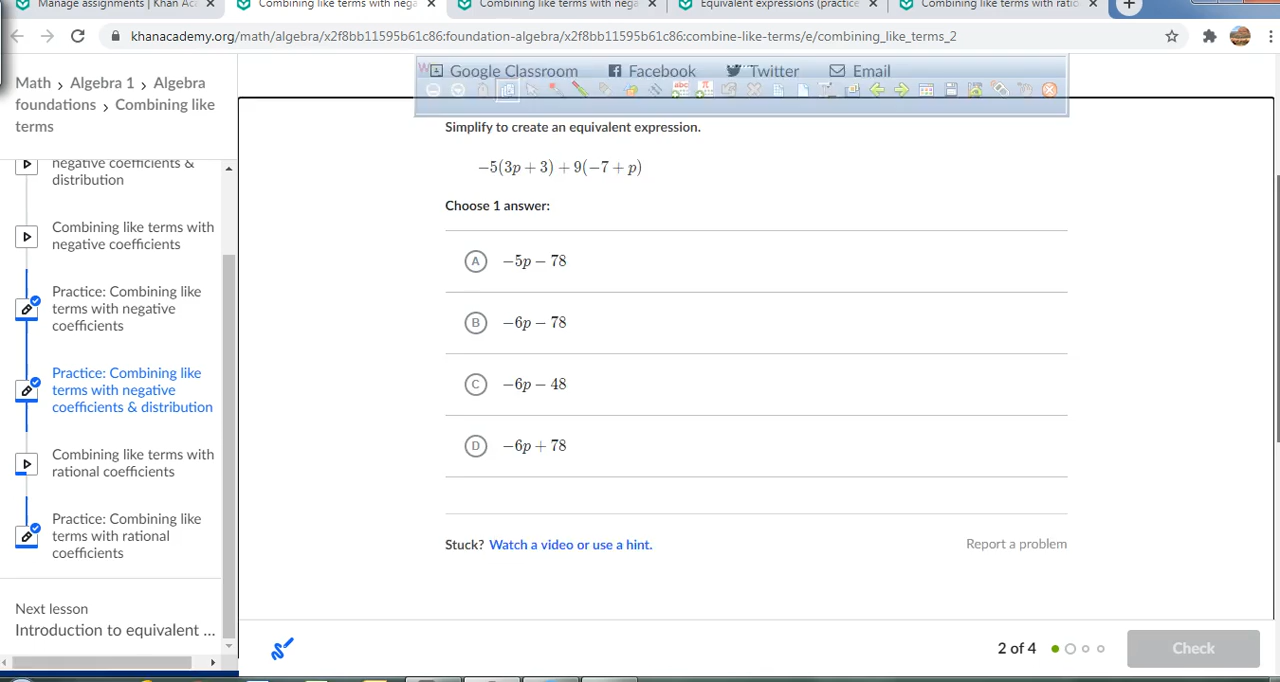 Manage assignments | Khan Ac
Combining like terms with nega
Combining like terms with nega
Equivalent expressions (practice
Combining like terms with ratio
khanacademy.org/math/algebra/x2f8bb11595b61c86:foundation-algebra/x2f8bb11595b61c86:combine-like-terms/e/combining_like_terms_2
Math > Algebra 1 > Algebra
foundations > Combining like
terms
negative coefficients &
distribution
Combining like terms with
negative coefficients
Practice: Combining like
terms with negative
coefficients
Practice: Combining like
terms with negative
coefficients & distribution
Combining like terms with
rational coefficients
Practice: Combining like
terms with rational
coefficients
Next lesson
Introduction to equivalent ...
Google Classroom Facebook Twitter Email
Simplify to create an equivalent expression.
−5(3p + 3) + 9(−7 + p)
Choose 1 answer:
A −5p − 78
B −6p − 78
C −6p − 48
D −6p + 78
Stuck? Watch a video or use a hint.
Report a problem
2 of 4
Check